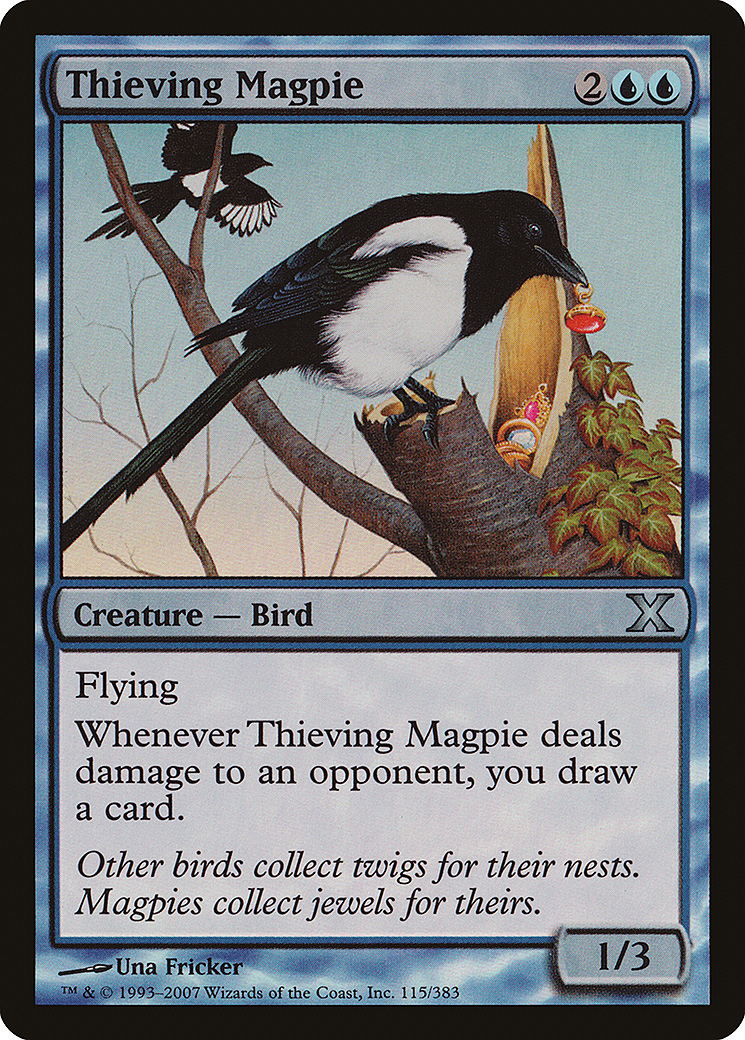 Thieving Magpie 2
Creature — Bird X
Flying
Whenever Thieving Magpie deals
damage to an opponent, you draw
a card.
Other birds collect twigs for their nests.
Magpies collect jewels for theirs.
1/3
Una Fricker
™ & © 1993–2007 Wizards of the Coast, Inc. 115/383